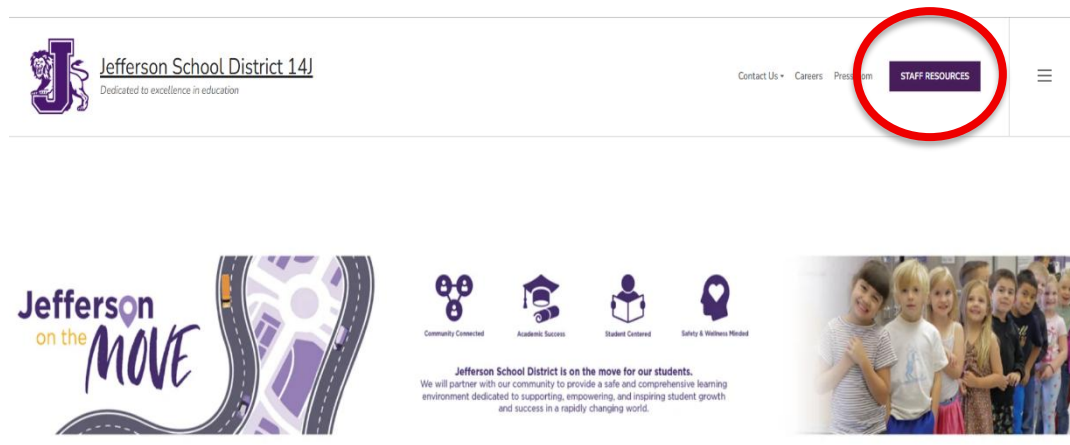 Jefferson School District 14J
Dedicated to excellence in education
Contact Us Careers
STAFF RESOURCES
Jefferson
on the
MOVE
Community Connected Academic Success Student Centered Safety & Wellness Minded
Jefferson School District is on the move for our students.
We will partner with our community to provide a safe and comprehensive learning
environment dedicated to supporting, empowering, and inspiring student growth
and success in a rapidly changing world.